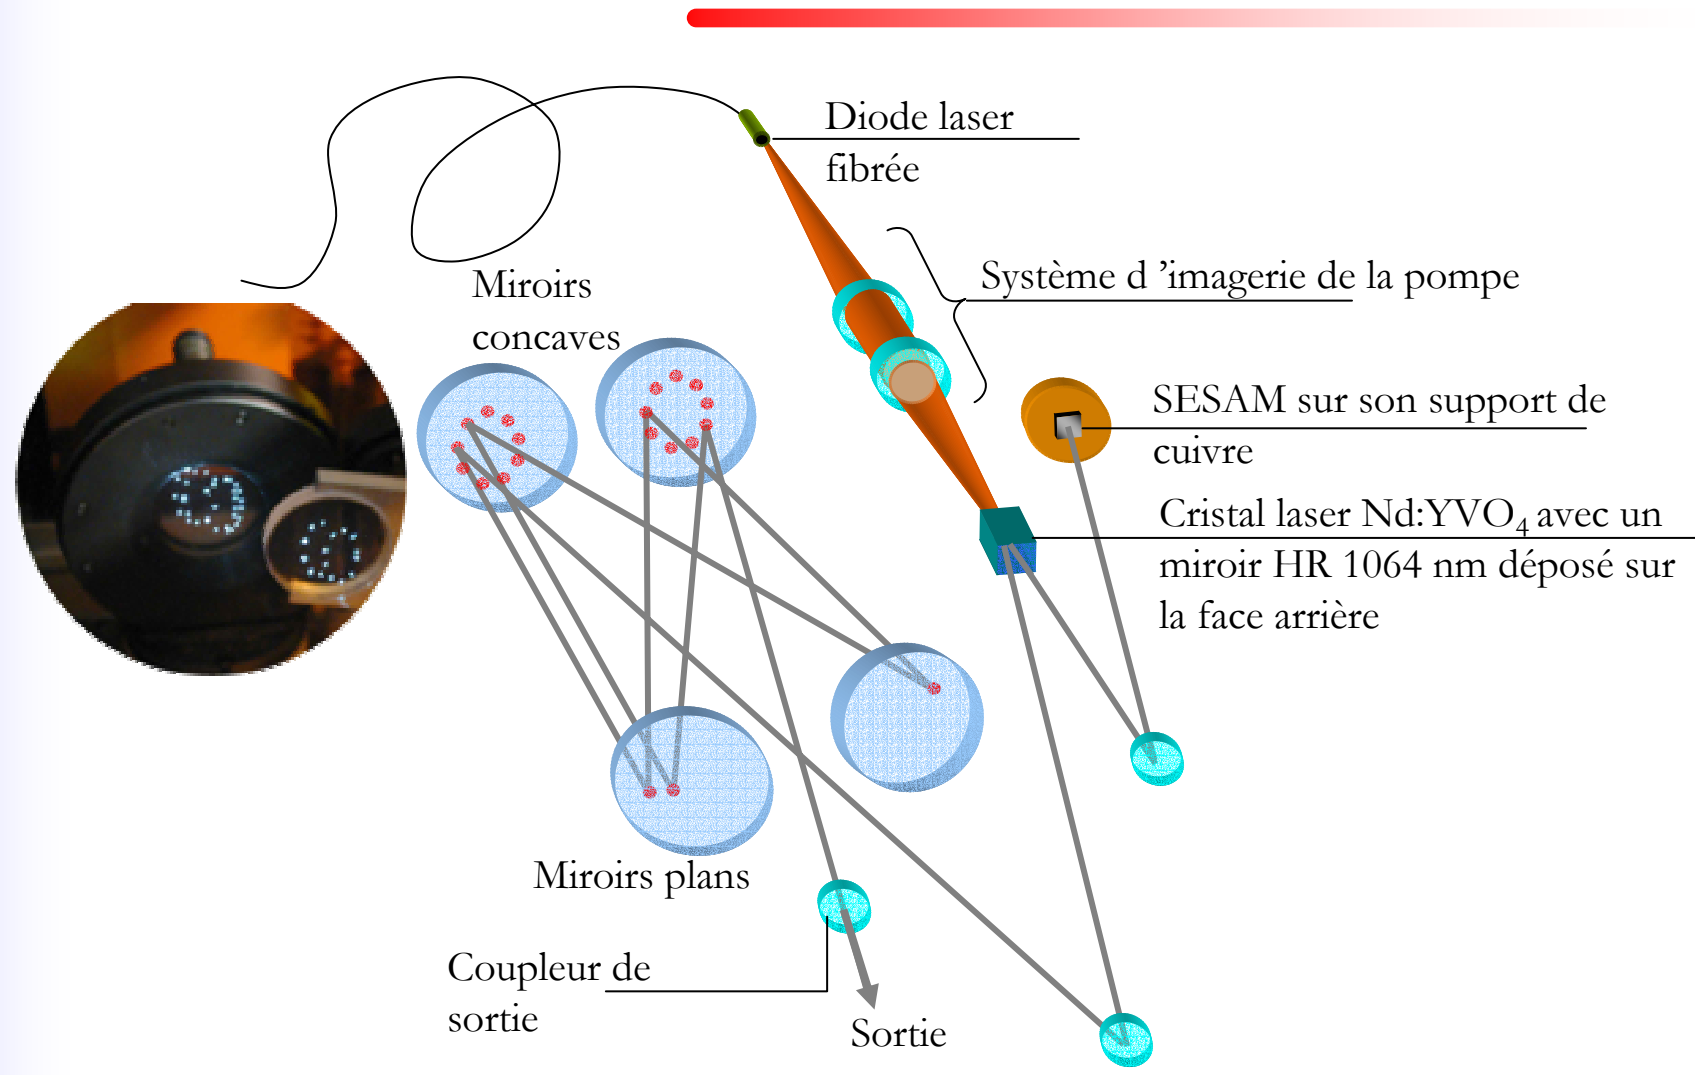 Diode laser
fibrée
Système d ’imagerie de la pompe
Miroirs
concaves
SESAM sur son support de
cuivre
Cristal laser Nd:YVO₄ avec un
miroir HR 1064 nm déposé sur
la face arrière
Miroirs plans
Coupleur de
sortie
Sortie